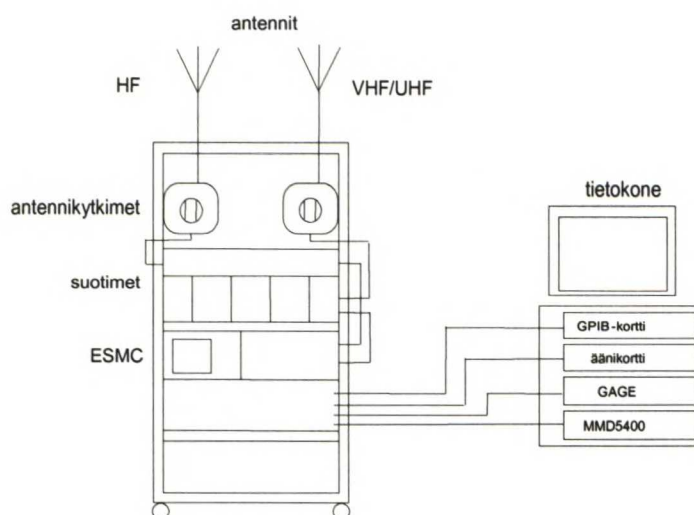 antennit
HF
VHF/UHF
antennikytkimet
tietokone
suotimet
GPIB-kortti
ESMC
äänikortti
GAGE
MMD5400